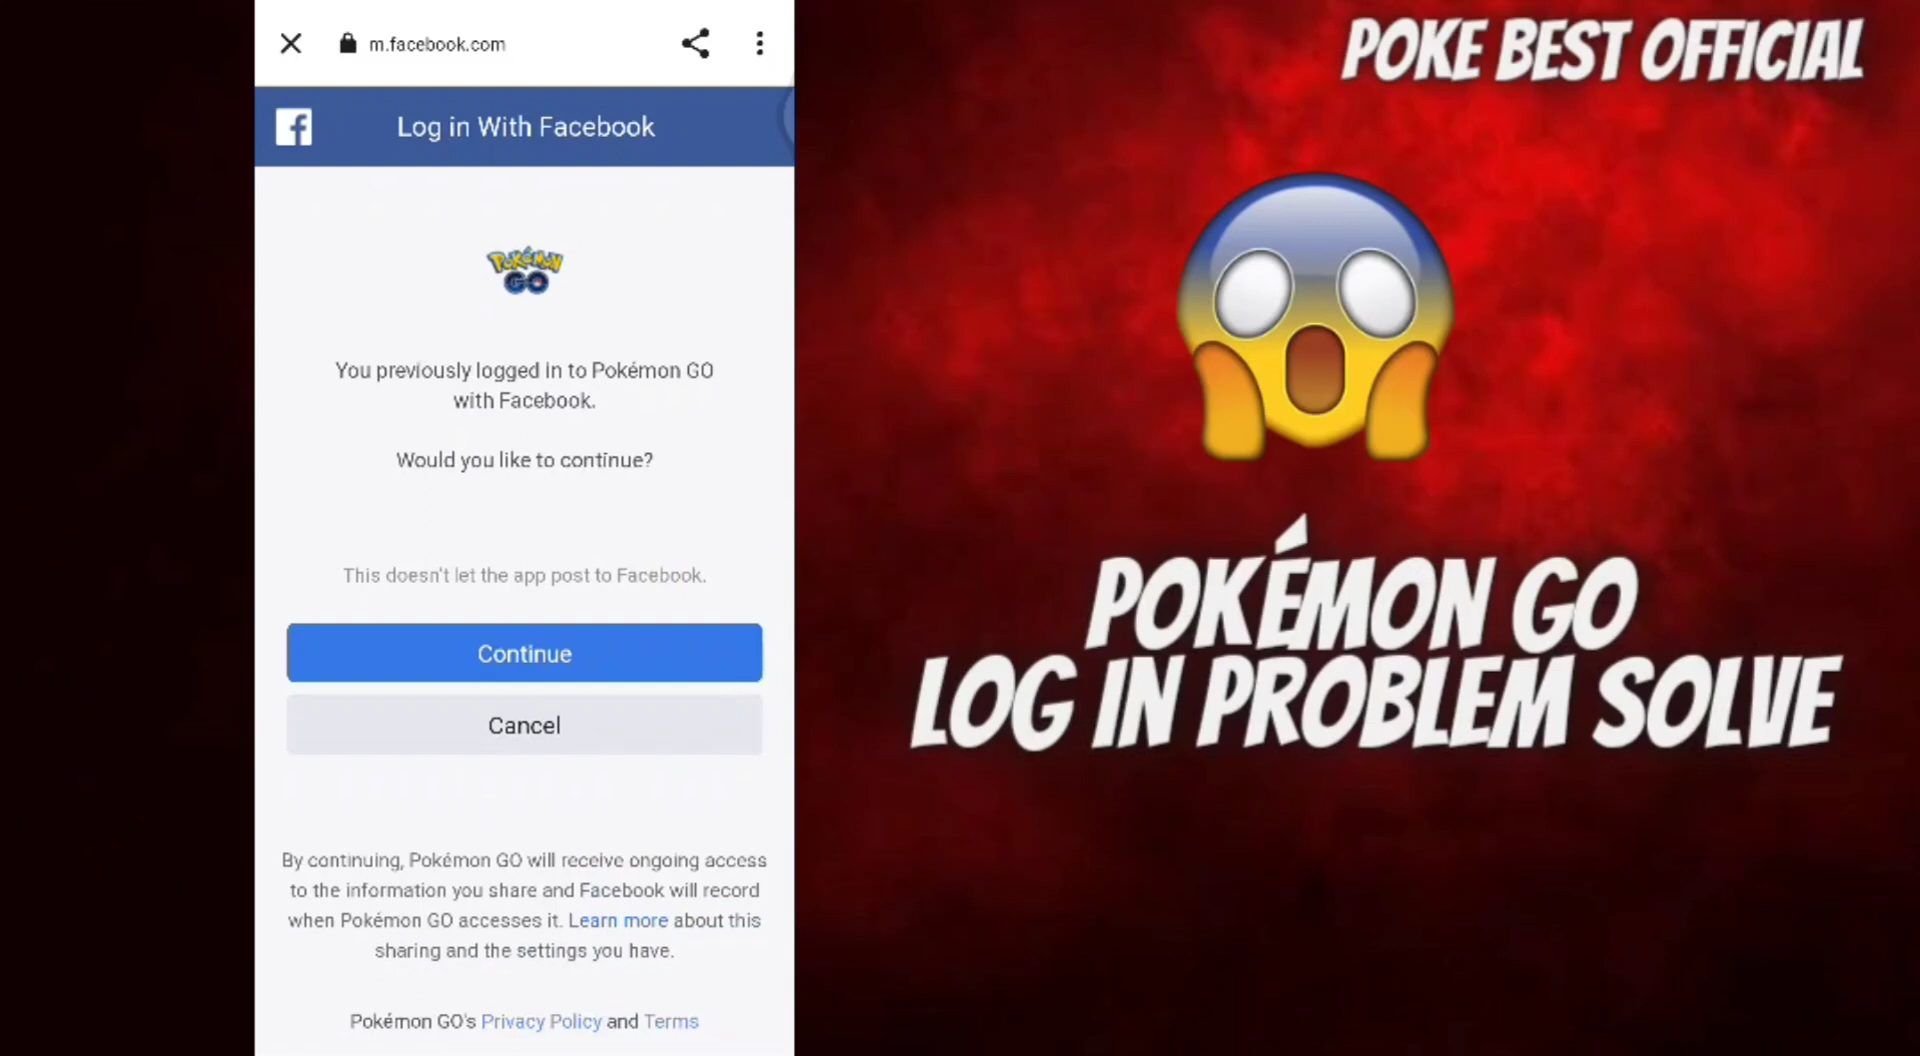 m.facebook.com
Log in With Facebook
POKÉMON
GO
You previously logged in to Pokémon GO
with Facebook.
Would you like to continue?
This doesn't let the app post to Facebook.
Continue
Cancel
By continuing, Pokémon GO will receive ongoing access
to the information you share and Facebook will record
when Pokémon GO accesses it. Learn more about this
sharing and the settings you have.
Pokémon GO's Privacy Policy and Terms
POKE BEST OFFICIAL
POKÉMON GO
LOG IN PROBLEM SOLVE